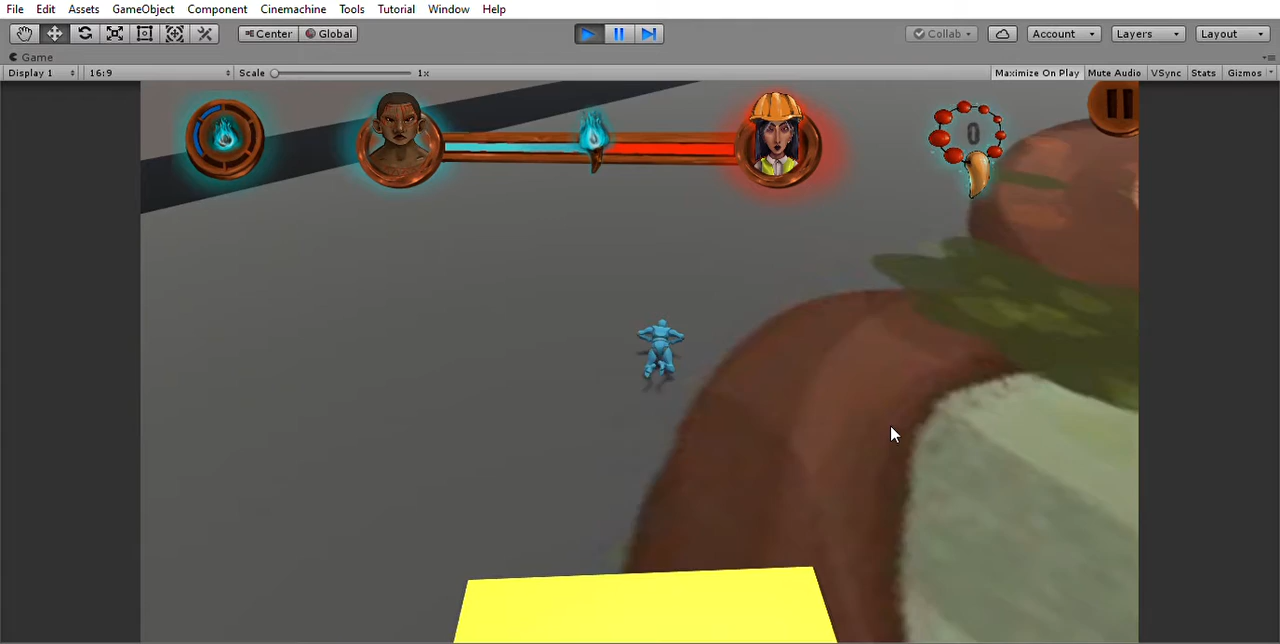 File Edit Assets GameObject Component Cinemachine Tools Tutorial Window Help
Center Global Collab Account Layers Layout
Game
Display 1 16:9 Scale 1x Maximize On Play Mute Audio VSync Stats Gizmos
0